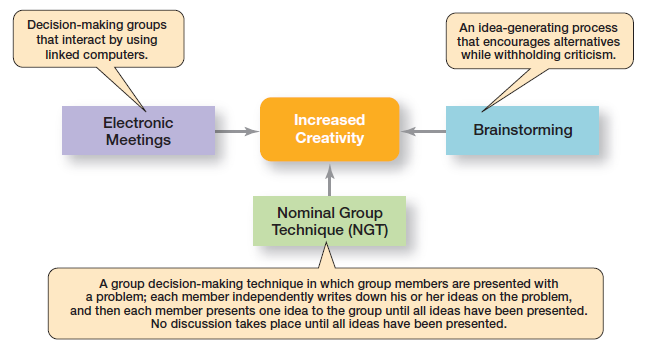 Decision-making groups
that interact by using
linked computers.
An idea-generating process
that encourages alternatives
while withholding criticism.
Electronic
Meetings
Increased
Creativity
Brainstorming
Nominal Group
Technique (NGT)
A group decision-making technique in which group members are presented with
a problem; each member independently writes down his or her ideas on the problem,
and then each member presents one idea to the group until all ideas have been presented.
No discussion takes place until all ideas have been presented.